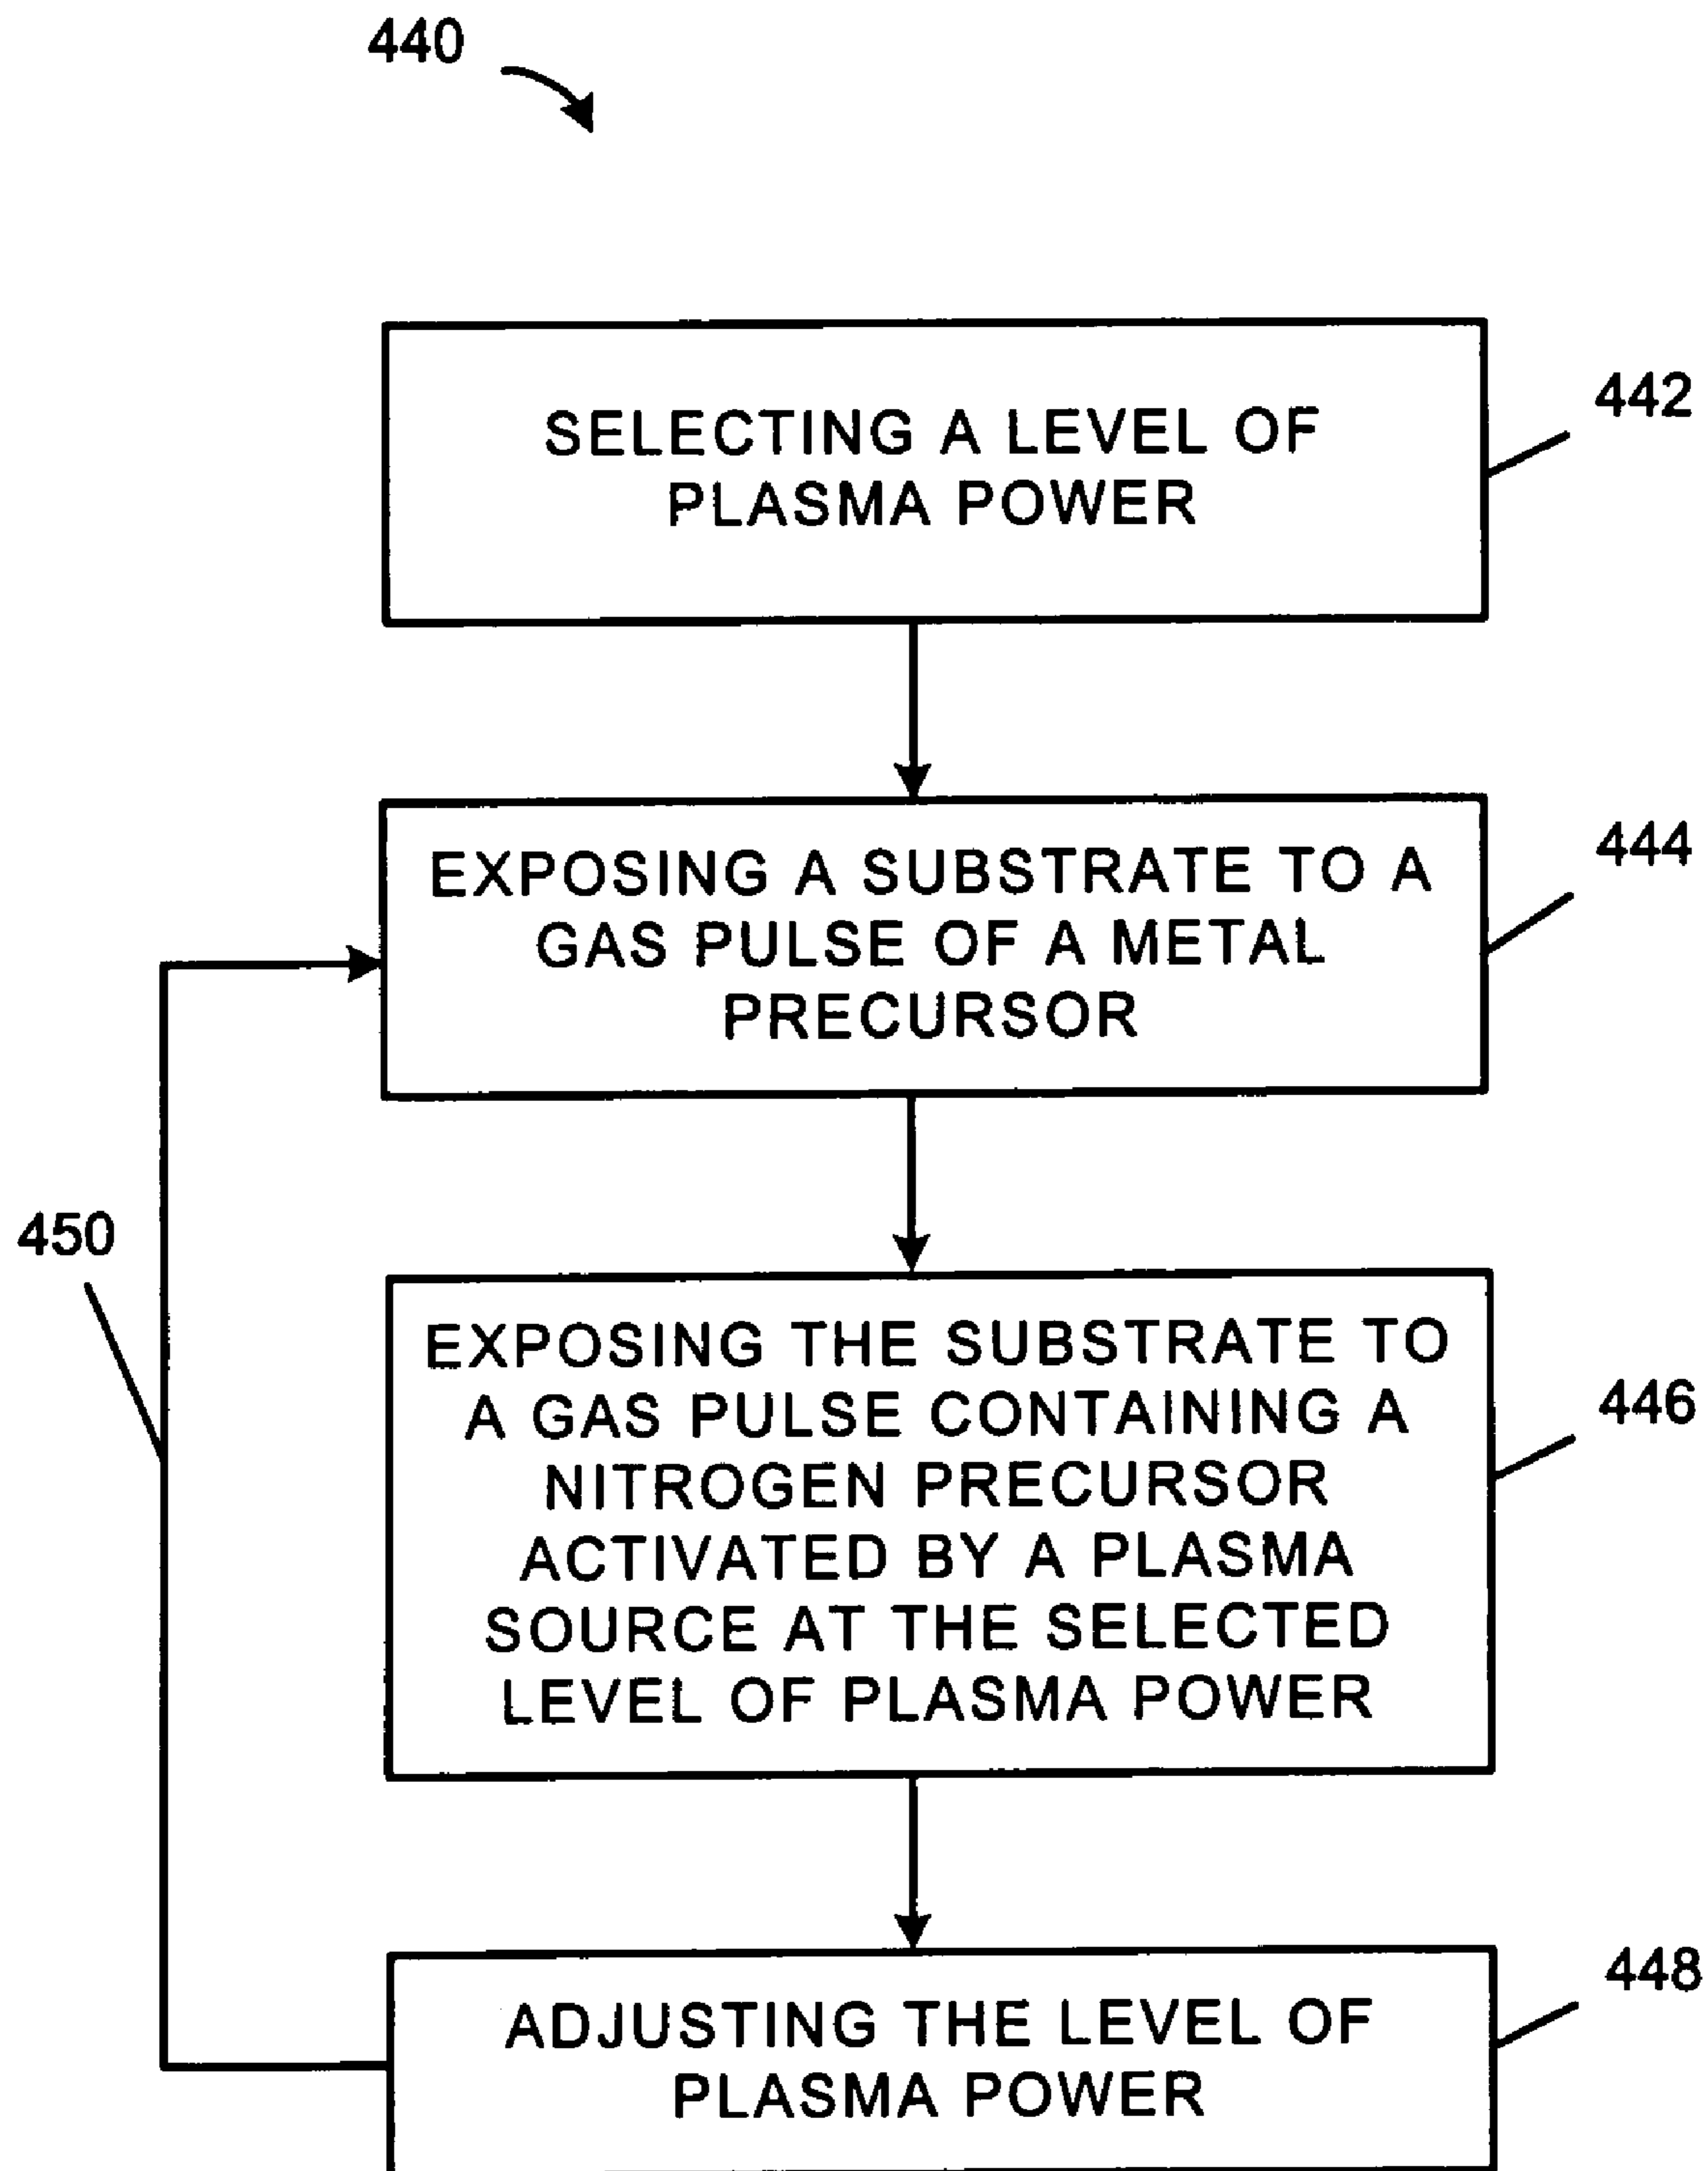 440
SELECTING A LEVEL OF
PLASMA POWER
442
EXPOSING A SUBSTRATE TO A
GAS PULSE OF A METAL
PRECURSOR
444
450
EXPOSING THE SUBSTRATE TO
A GAS PULSE CONTAINING A
NITROGEN PRECURSOR
ACTIVATED BY A PLASMA
SOURCE AT THE SELECTED
LEVEL OF PLASMA POWER
446
ADJUSTING THE LEVEL OF
PLASMA POWER
448